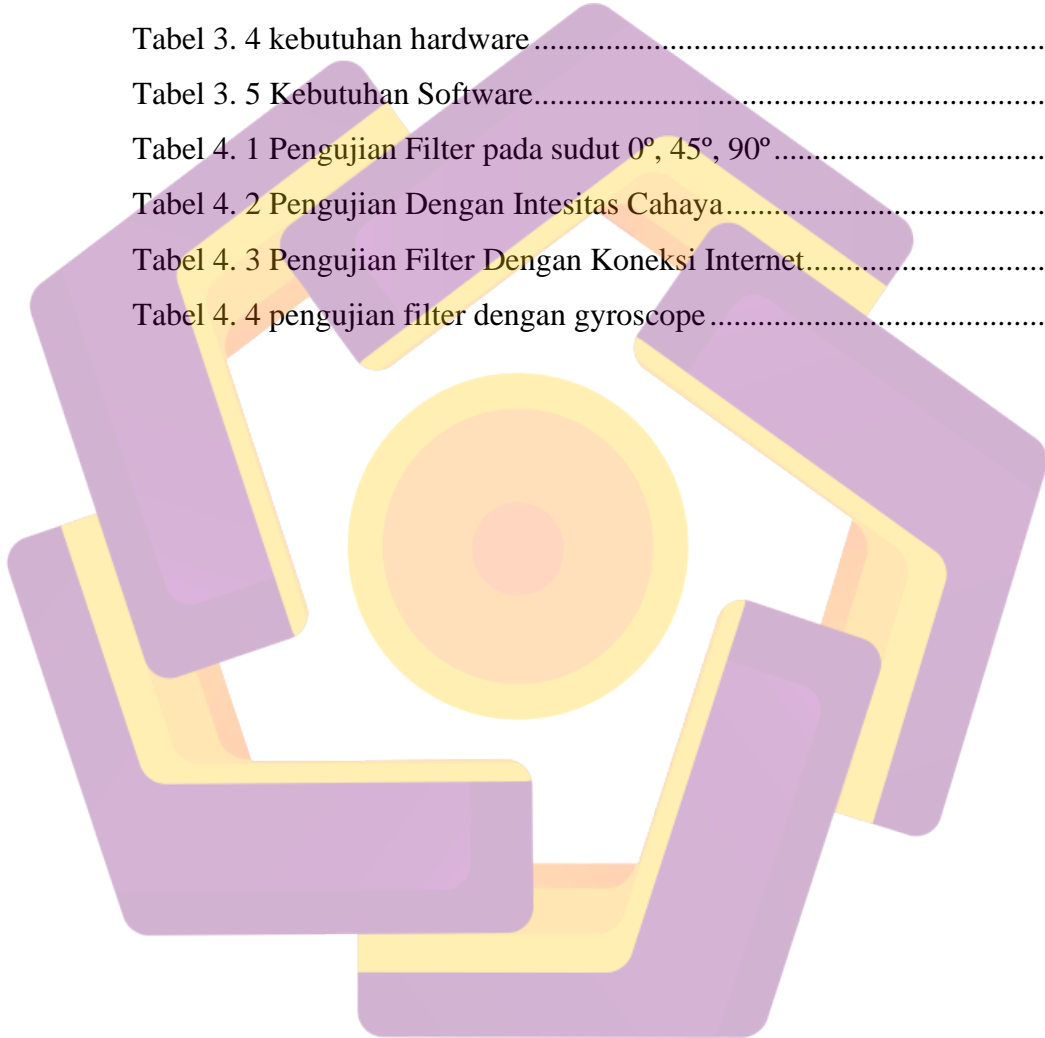 Tabel 3. 4 kebutuhan hardware................................................................
Tabel 3. 5 Kebutuhan Software................................................................
Tabel 4. 1 Pengujian Filter pada sudut 0º, 45º, 90º..................................
Tabel 4. 2 Pengujian Dengan Intesitas Cahaya........................................
Tabel 4. 3 Pengujian Filter Dengan Koneksi Internet..............................
Tabel 4. 4 pengujian filter dengan gyroscope..........................................